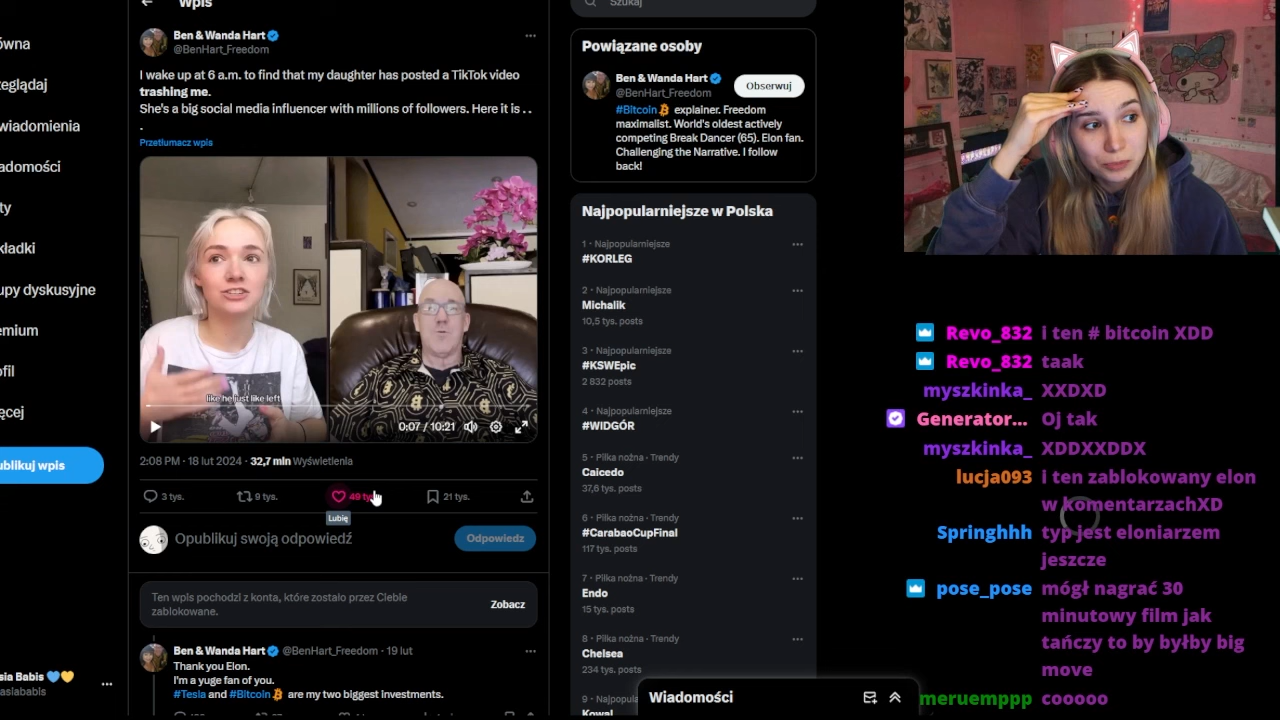 Wpis
ówna
zeglądaj
wiadomienia
adomości
ty
kładki
upy dyskusyjne
emium
ofil
ęcej
ublikuj wpis
sia Babis 💙💛
asiababis
Ben & Wanda Hart
@BenHart_Freedom
I wake up at 6 a.m. to find that my daughter has posted a TikTok video
trashing me.
She's a big social media influencer with millions of followers. Here it is . .
.
Przetłumacz wpis
like he just like left
0:07 / 10:21
2:08 PM · 18 lut 2024 · 32,7 mln Wyświetlenia
3 tys.
9 tys.
49 ty
21 tys.
Lubię
Opublikuj swoją odpowiedź
Odpowiedz
Ten wpis pochodzi z konta, które zostało przez Ciebie
zablokowane.
Zobacz
Ben & Wanda Hart @BenHart_Freedom · 19 lut
Thank you Elon.
I'm a yuge fan of you.
#Tesla and #Bitcoin are my two biggest investments.
Szukaj
Powiązane osoby
Ben & Wanda Hart
@BenHart_Freedom
Obserwuj
#Bitcoin explainer. Freedom
maximalist. World's oldest actively
competing Break Dancer (65). Elon fan.
Challenging the Narrative. I follow
back!
Najpopularniejsze w Polska
1 · Najpopularniejsze
#KORLEG
2 · Najpopularniejsze
Michalik
10,5 tys. posts
3 · Najpopularniejsze
#KSWEpic
2 832 posts
4 · Najpopularniejsze
#WIDGÓR
5 · Piłka nożna · Trendy
Caicedo
37,6 tys. posts
6 · Piłka nożna · Trendy
#CarabaoCupFinal
117 tys. posts
7 · Piłka nożna · Trendy
Endo
15 tys. posts
8 · Piłka nożna · Trendy
Chelsea
234 tys. posts
9 · Najpopula
Kowal
Wiadomości
Revo_832 i ten # bitcoin XDD
Revo_832 taak
myszkinka_ XXDXD
Generator... Oj tak
myszkinka_ XDDXXDDX
lucja093 i ten zablokowany elon
w komentarzachXD
Springhhh typ jest eloniarzem
jeszcze
pose_pose mógł nagrać 30
minutowy film jak
tańczy to by byłby big
move
meruemppp cooooo